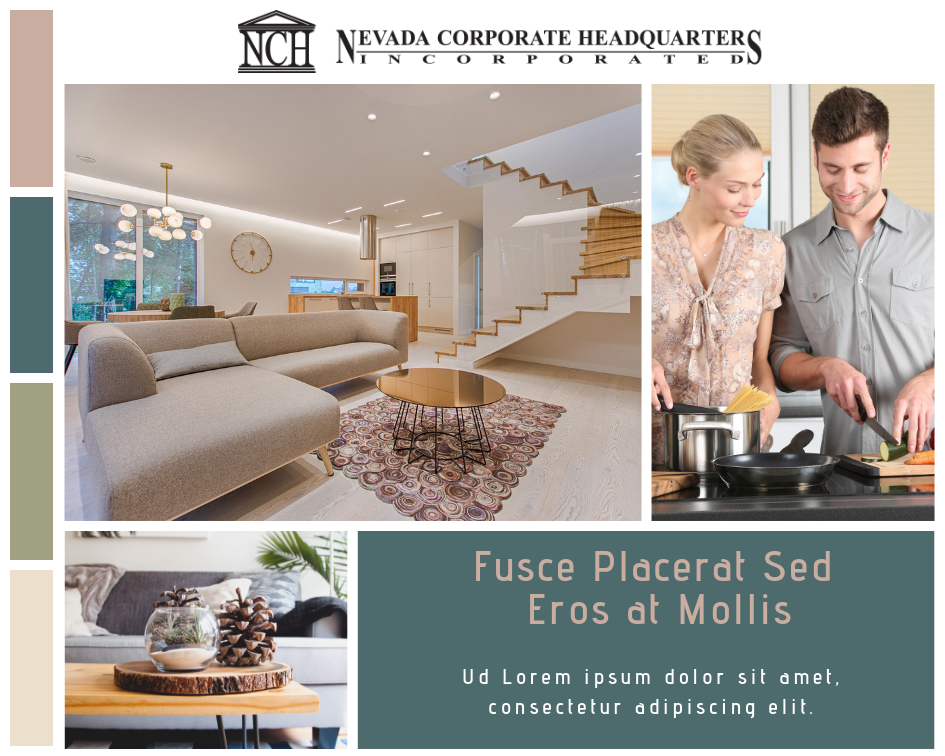 NCH
NEVADA CORPORATE HEADQUARTERS
INCORPORATED
Fusce Placerat Sed
Eros at Mollis
Ud Lorem ipsum dolor sit amet,
consectetur adipiscing elit.